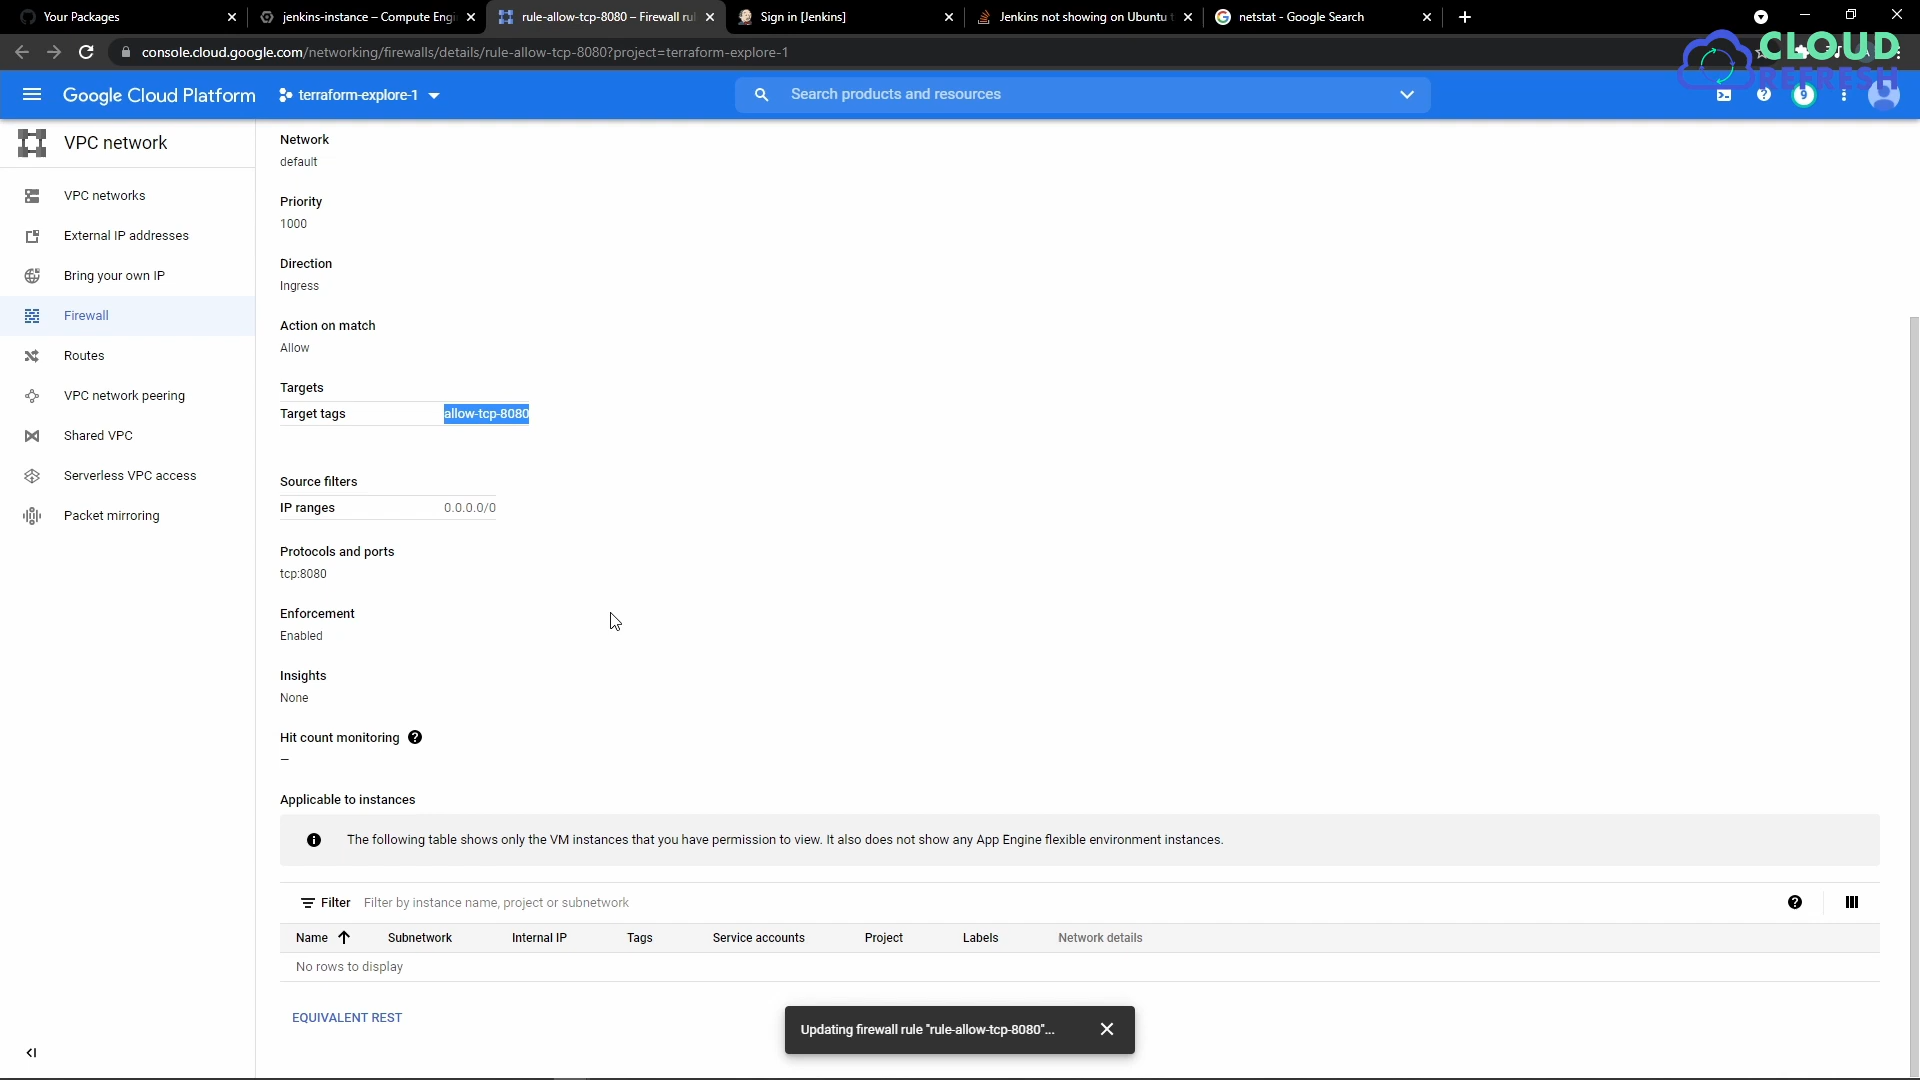 Your Packages
jenkins-instance – Compute Engi
rule-allow-tcp-8080 – Firewall rul
Sign in [Jenkins]
Jenkins not showing on Ubuntu
netstat - Google Search
console.cloud.google.com/networking/firewalls/details/rule-allow-tcp-8080?project=terraform-explore-1
CLOUD
REFRESH
Google Cloud Platform
terraform-explore-1
Search products and resources
9
VPC network
VPC networks
External IP addresses
Bring your own IP
Firewall
Routes
VPC network peering
Shared VPC
Serverless VPC access
Packet mirroring
Network
default
Priority
1000
Direction
Ingress
Action on match
Allow
Targets
Target tags allow-tcp-8080
Source filters
IP ranges 0.0.0.0/0
Protocols and ports
tcp:8080
Enforcement
Enabled
Insights
None
Hit count monitoring
–
Applicable to instances
The following table shows only the VM instances that you have permission to view. It also does not show any App Engine flexible environment instances.
Filter Filter by instance name, project or subnetwork
Name Subnetwork Internal IP Tags Service accounts Project Labels Network details
No rows to display
EQUIVALENT REST
Updating firewall rule "rule-allow-tcp-8080"...